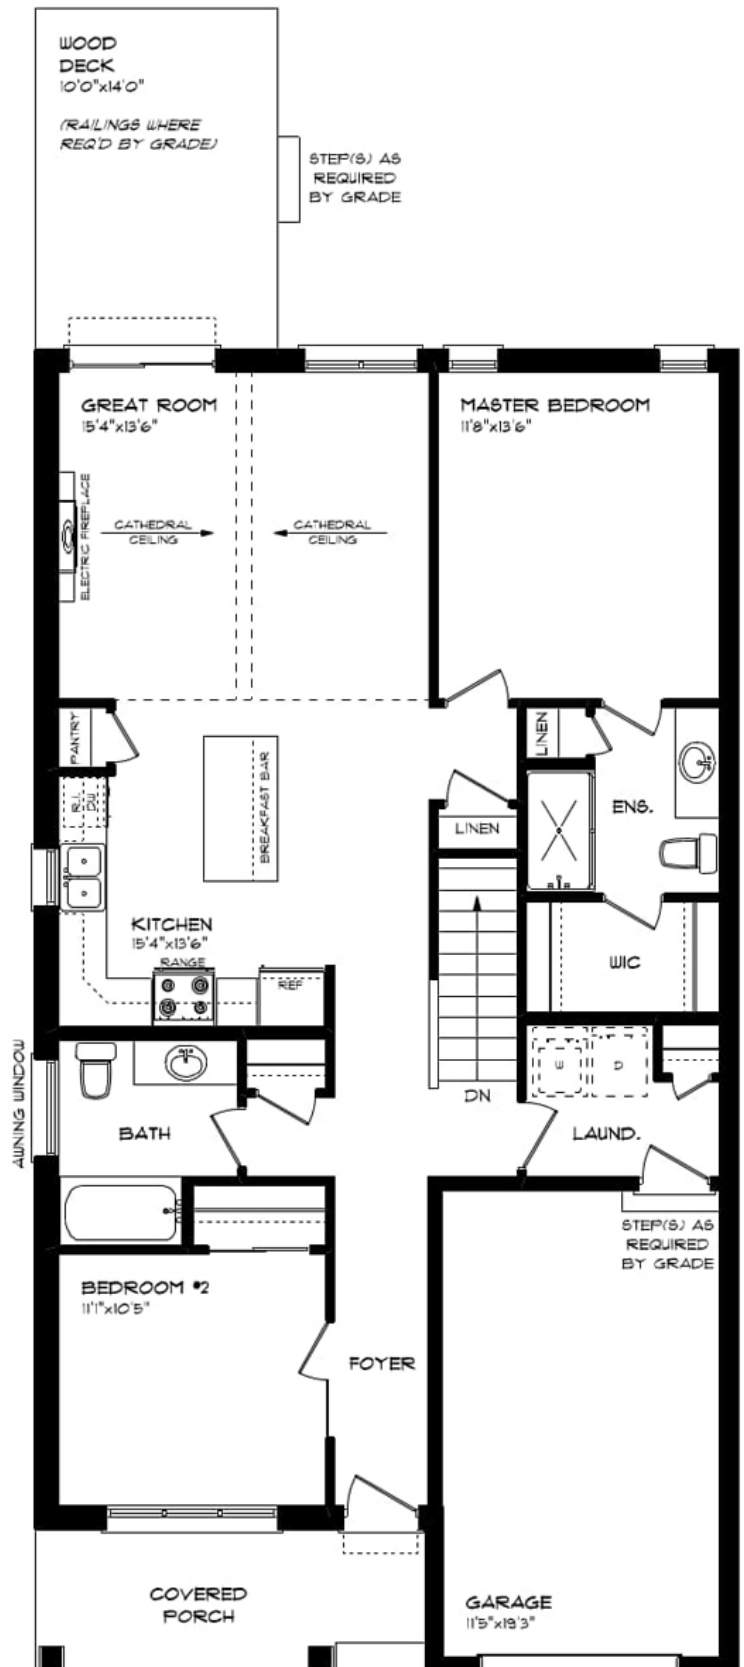 WOOD
DECK
10'0"x14'0"
(RAILINGS WHERE
REQ'D BY GRADE)
STEP(S) AS
REQUIRED
BY GRADE
GREAT ROOM
15'4"x13'6"
MASTER BEDROOM
11'8"x13'6"
ELECTRIC FIREPLACE
CATHEDRAL
CEILING
CATHEDRAL
CEILING
PANTRY
LINEN
R.I.
DW
BREAKFAST BAR
LINEN
ENS.
KITCHEN
15'4"x13'6"
RANGE
REF
WIC
AWNING WINDOW
BATH
DN
D
LAUND.
STEP(S) AS
REQUIRED
BY GRADE
BEDROOM #2
11'1"x10'5"
FOYER
COVERED
PORCH
GARAGE
11'5"x19'3"